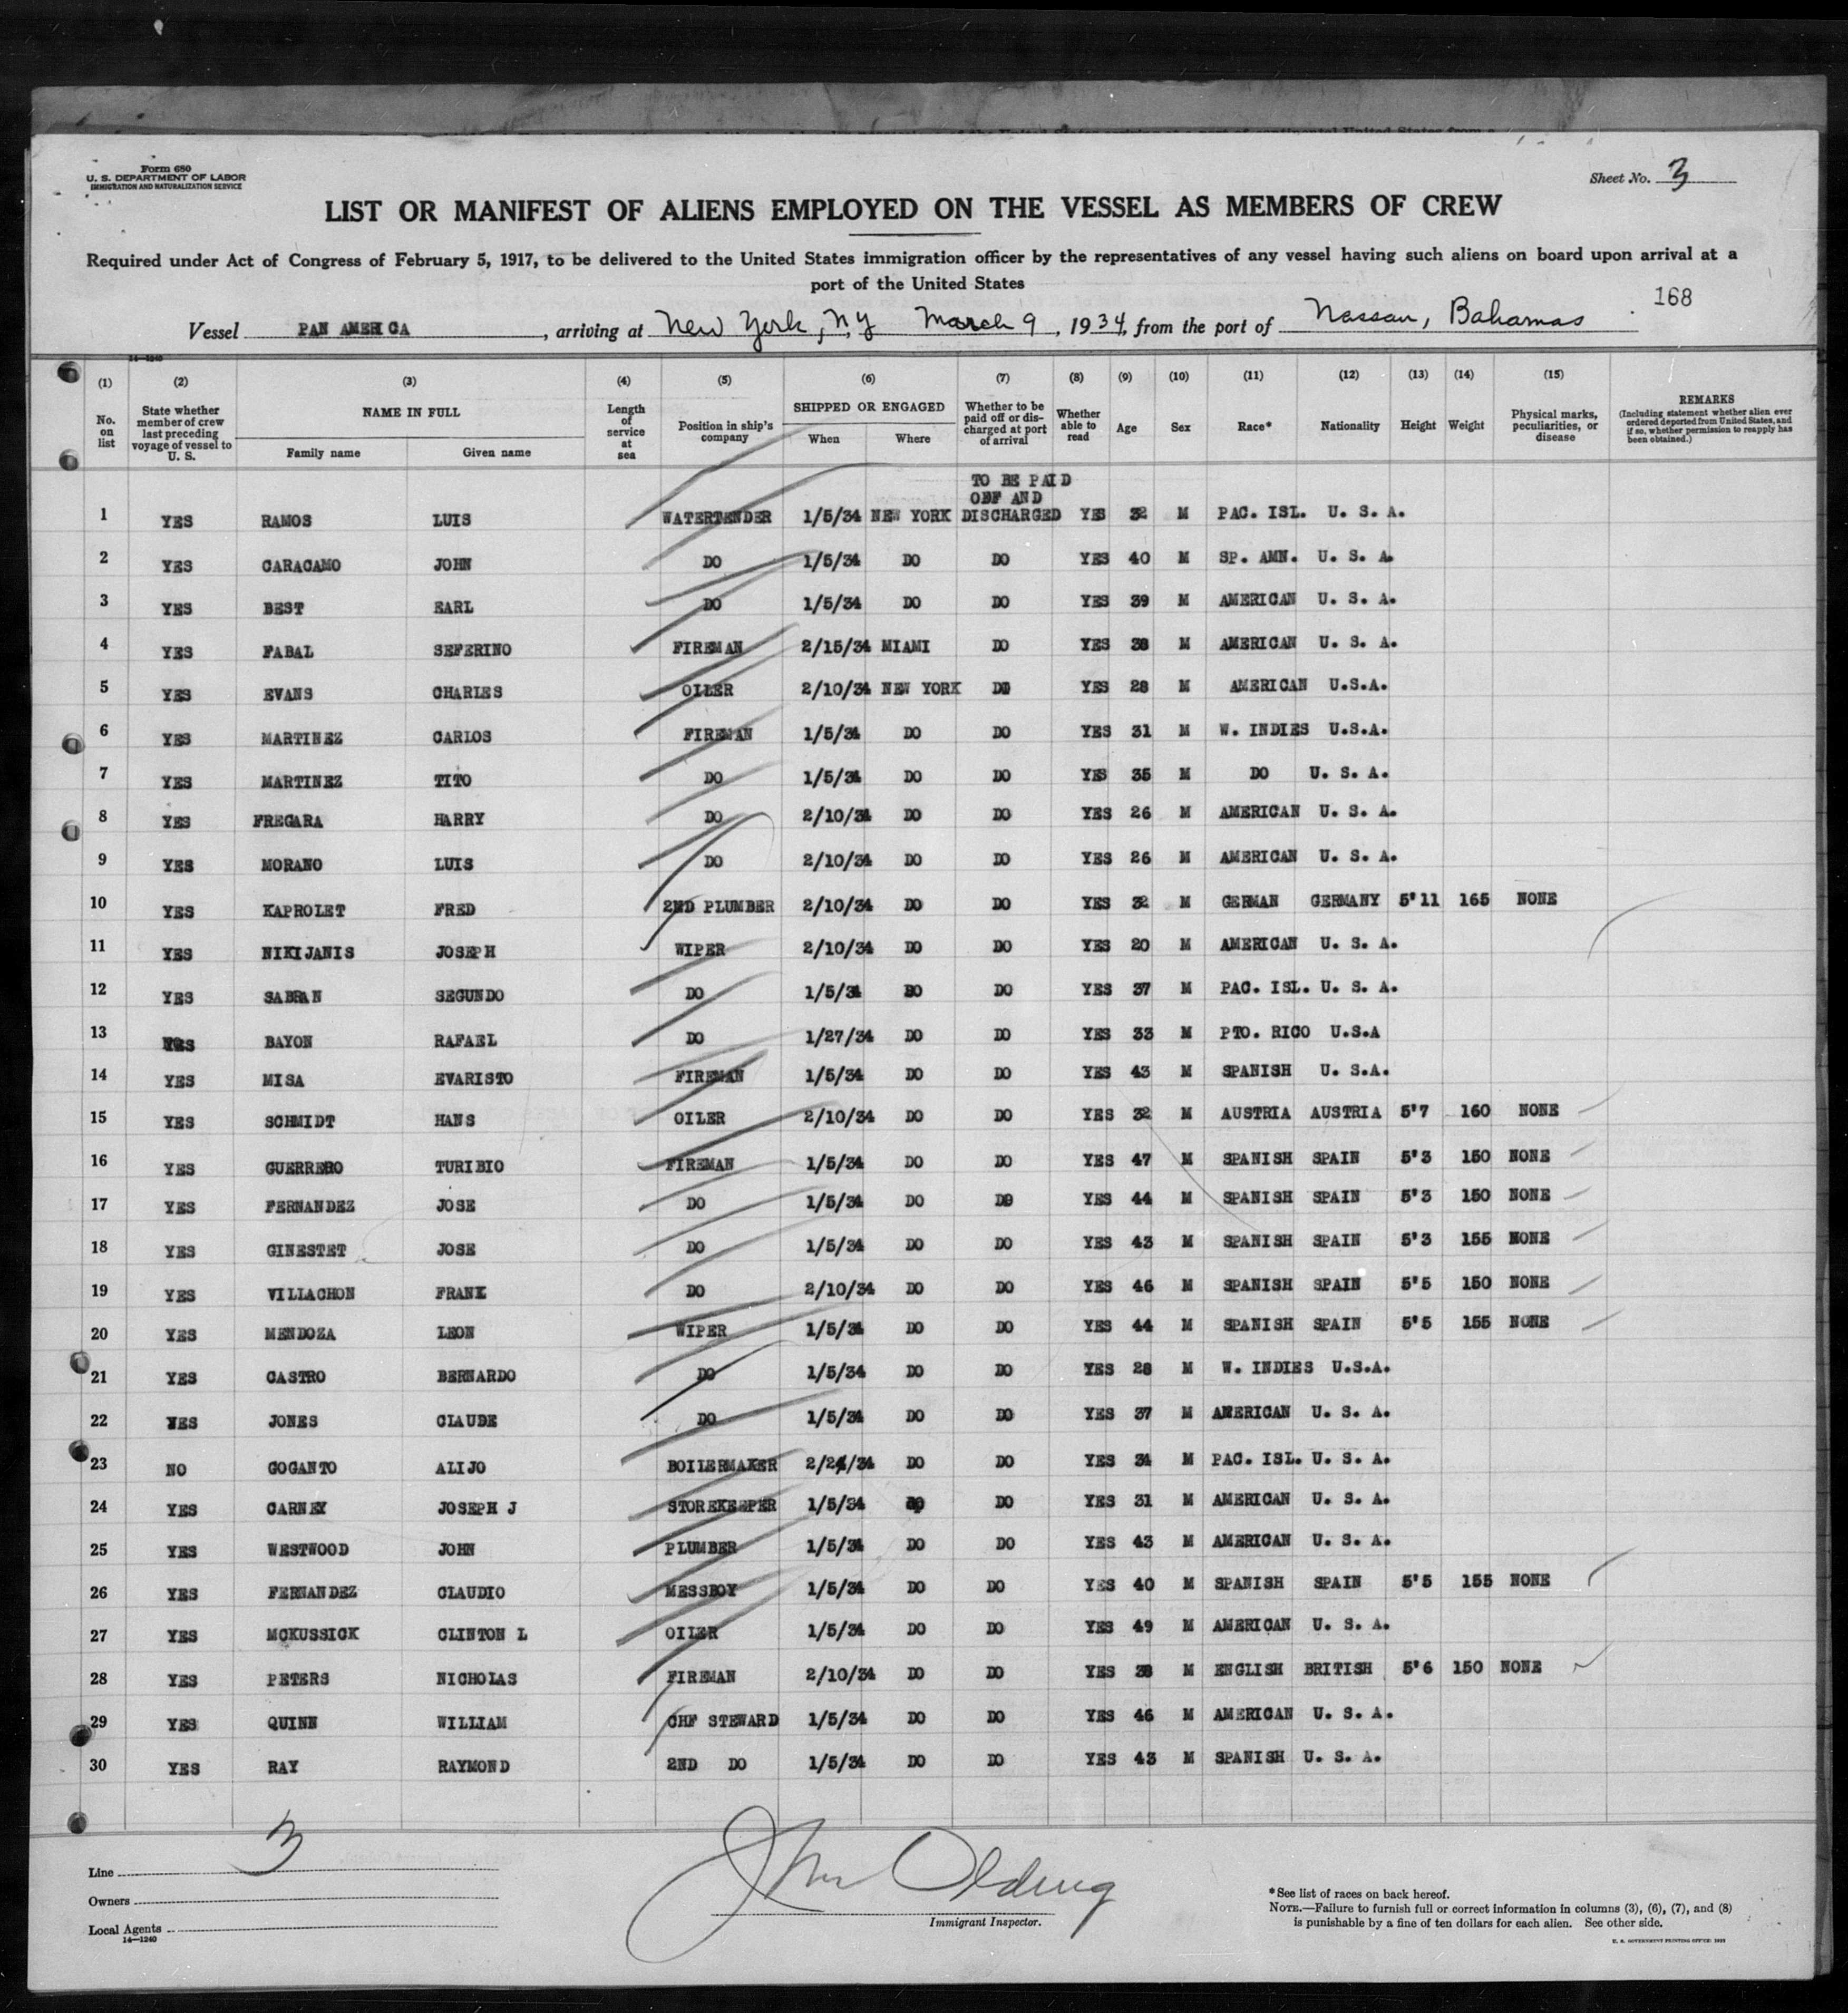 Form 680
U. S. DEPARTMENT OF LABOR
IMMIGRATION AND NATURALIZATION SERVICE
Sheet No. 3
LIST OR MANIFEST OF ALIENS EMPLOYED ON THE VESSEL AS MEMBERS OF CREW
Required under Act of Congress of February 5, 1917, to be delivered to the United States immigration officer by the representatives of any vessel having such aliens on board upon arrival at a
port of the United States
168
Vessel PAN AMERICA, arriving at New York, N,Y March 9, 1934, from the port of Nassau, Bahamas
14-1240
(1) (2) (3) (4) (5) (6) (7) (8) (9) (10) (11) (12) (13) (14) (15)
No. on list
State whether member of crew last preceding voyage of vessel to U. S.
NAME IN FULL
Family name Given name
Length of service at sea
Position in ship's company
SHIPPED OR ENGAGED
When Where
Whether to be paid off or discharged at port of arrival
Whether able to read
Age Sex Race* Nationality Height Weight
Physical marks, peculiarities, or disease
REMARKS
(Including statement whether alien ever ordered deported from United States, and if so, whether permission to reapply has been obtained.)
TO BE PAID
OFF AND
1 YES RAMOS LUIS WATERTENDER 1/5/34 NEW YORK DISCHARGED YES 32 M PAC. ISL. U. S. A.
2 YES CARACAMO JOHN DO 1/5/34 DO DO YES 40 M SP. AMN. U. S. A.
3 YES BEST EARL DO 1/5/34 DO DO YES 39 M AMERICAN U. S. A.
4 YES FABAL SEFERINO FIREMAN 2/15/34 MIAMI DO YES 38 M AMERICAN U. S. A.
5 YES EVANS CHARLES OILER 2/10/34 NEW YORK DO YES 28 M AMERICAN U.S.A.
6 YES MARTINEZ CARLOS FIREMAN 1/5/34 DO DO YES 31 M W. INDIES U.S.A.
7 YES MARTINEZ TITO DO 1/5/34 DO DO YES 35 M DO U. S. A.
8 YES FREGARA HARRY DO 2/10/34 DO DO YES 26 M AMERICAN U. S. A.
9 YES MORANO LUIS DO 2/10/34 DO DO YES 26 M AMERICAN U. S. A.
10 YES KAPROLET FRED 2ND PLUMBER 2/10/34 DO DO YES 32 M GERMAN GERMANY 5'11 165 NONE
11 YES NIKIJANIS JOSEPH WIPER 2/10/34 DO DO YES 20 M AMERICAN U. S. A.
12 YES SABRAN SEGUNDO DO 1/5/34 DO DO YES 37 M PAC. ISL. U. S. A.
13 YES BAYON RAFAEL DO 1/27/34 DO DO YES 33 M PTO. RICO U.S.A
14 YES MISA EVARISTO FIREMAN 1/5/34 DO DO YES 43 M SPANISH U. S.A.
15 YES SCHMIDT HANS OILER 2/10/34 DO DO YES 32 M AUSTRIA AUSTRIA 5'7 160 NONE
16 YES GUERRERO TURIBIO FIREMAN 1/5/34 DO DO YES 47 M SPANISH SPAIN 5'3 150 NONE
17 YES FERNANDEZ JOSE DO 1/5/34 DO DO YES 44 M SPANISH SPAIN 5'3 150 NONE
18 YES GINESTET JOSE DO 1/5/34 DO DO YES 43 M SPANISH SPAIN 5'3 155 NONE
19 YES VILLACHON FRANK DO 2/10/34 DO DO YES 46 M SPANISH SPAIN 5'5 150 NONE
20 YES MENDOZA LEON WIPER 1/5/34 DO DO YES 44 M SPANISH SPAIN 5'5 155 NONE
21 YES CASTRO BERNARDO DO 1/5/34 DO DO YES 28 M W. INDIES U.S.A.
22 YES JONES CLAUDE DO 1/5/34 DO DO YES 37 M AMERICAN U. S. A.
23 NO GOGANTO ALIJO BOILERMAKER 2/24/34 DO DO YES 34 M PAC. ISL. U. S. A.
24 YES CARNEY JOSEPH J STOREKEEPER 1/5/34 DO DO YES 31 M AMERICAN U. S. A.
25 YES WESTWOOD JOHN PLUMBER 1/5/34 DO DO YES 43 M AMERICAN U. S. A.
26 YES FERNANDEZ CLAUDIO MESSBOY 1/5/34 DO DO YES 40 M SPANISH SPAIN 5'5 155 NONE
27 YES MCKUSSICK CLINTON L OILER 1/5/34 DO DO YES 49 M AMERICAN U. S. A.
28 YES PETERS NICHOLAS FIREMAN 2/10/34 DO DO YES 38 M ENGLISH BRITISH 5'6 150 NONE
29 YES QUINN WILLIAM CHF STEWARD 1/5/34 DO DO YES 46 M AMERICAN U. S. A.
30 YES RAY RAYMOND 2ND DO 1/5/34 DO DO YES 43 M SPANISH U. S. A.
Line 3
Owners
Local Agents
14-1240
Jhn Olding
Immigrant Inspector.
*See list of races on back hereof.
NOTE.—Failure to furnish full or correct information in columns (3), (6), (7), and (8)
is punishable by a fine of ten dollars for each alien. See other side.
U. S. GOVERNMENT PRINTING OFFICE: